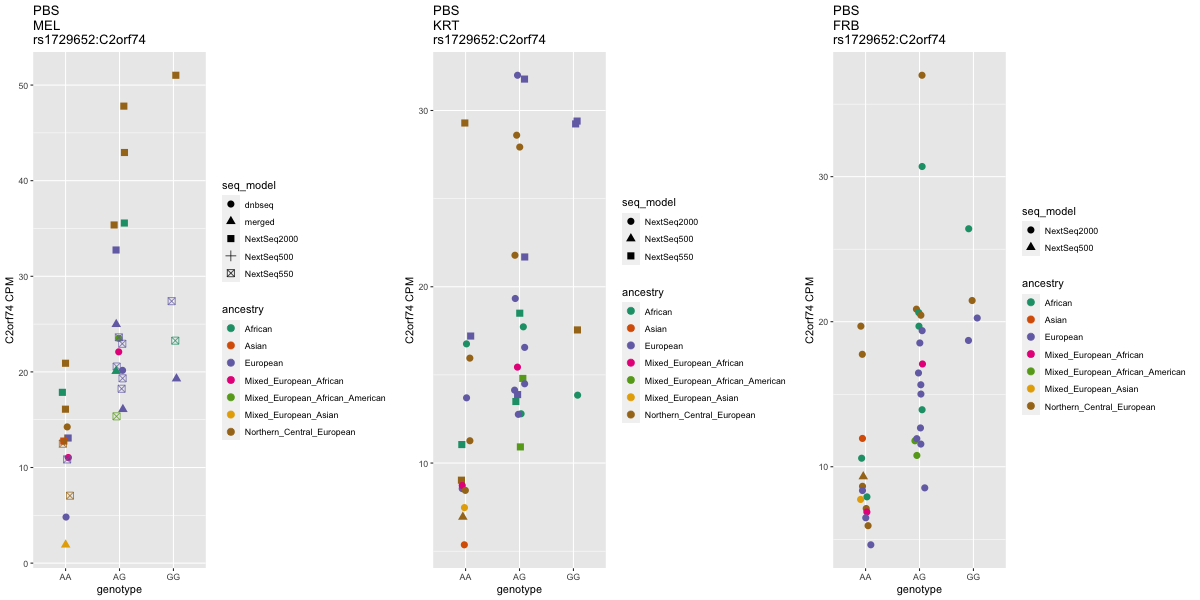 PBS
MEL
rs1729652:C2orf74
C2orf74 CPM
50
40
30
20
10
0
AA
AG
GG
genotype
seq_model
dnbseq
merged
NextSeq2000
NextSeq500
NextSeq550
ancestry
African
Asian
European
Mixed_European_African
Mixed_European_African_American
Mixed_European_Asian
Northern_Central_European
PBS
KRT
rs1729652:C2orf74
C2orf74 CPM
30
20
10
AA
AG
GG
genotype
seq_model
NextSeq2000
NextSeq500
NextSeq550
ancestry
African
Asian
European
Mixed_European_African
Mixed_European_African_American
Mixed_European_Asian
Northern_Central_European
PBS
FRB
rs1729652:C2orf74
C2orf74 CPM
30
20
10
AA
AG
GG
genotype
seq_model
NextSeq2000
NextSeq500
ancestry
African
Asian
European
Mixed_European_African
Mixed_European_African_American
Mixed_European_Asian
Northern_Central_European